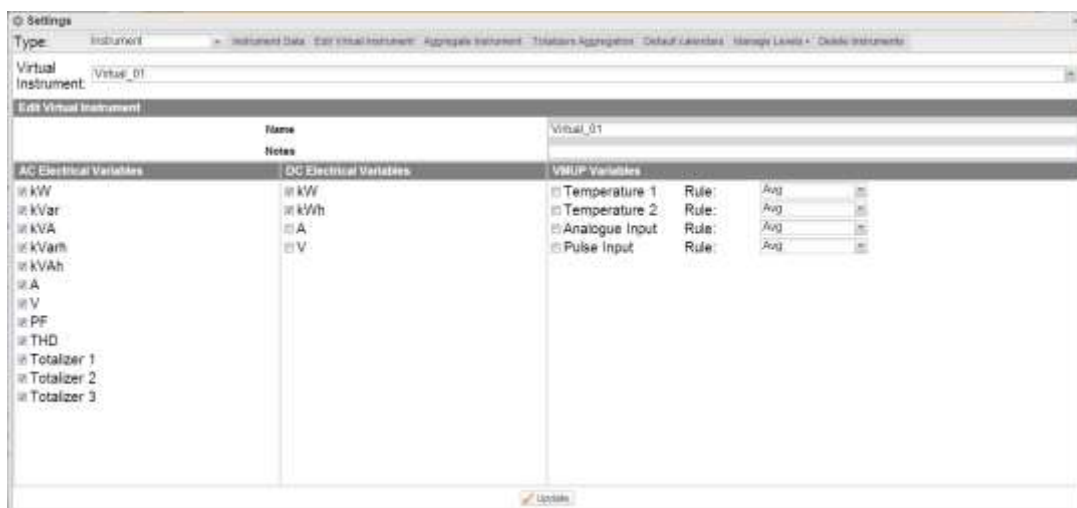 Settings
Type: Instrument Instrument Data Edit Virtual Instrument Aggregate Instrument Totalizers Aggregation Default calendars Manage Levels Delete Instruments
Virtual Instrument: Virtual_01
Edit Virtual Instrument
Name Virtual_01
Notes
AC Electrical Variables DC Electrical Variables VMUP Variables
kW kW Temperature 1 Rule: Avg
kVar kWh Temperature 2 Rule: Avg
kVA A Analogue Input Rule: Avg
kVarh V Pulse Input Rule: Avg
kVAh
A
V
PF
THD
Totalizer 1
Totalizer 2
Totalizer 3
Update